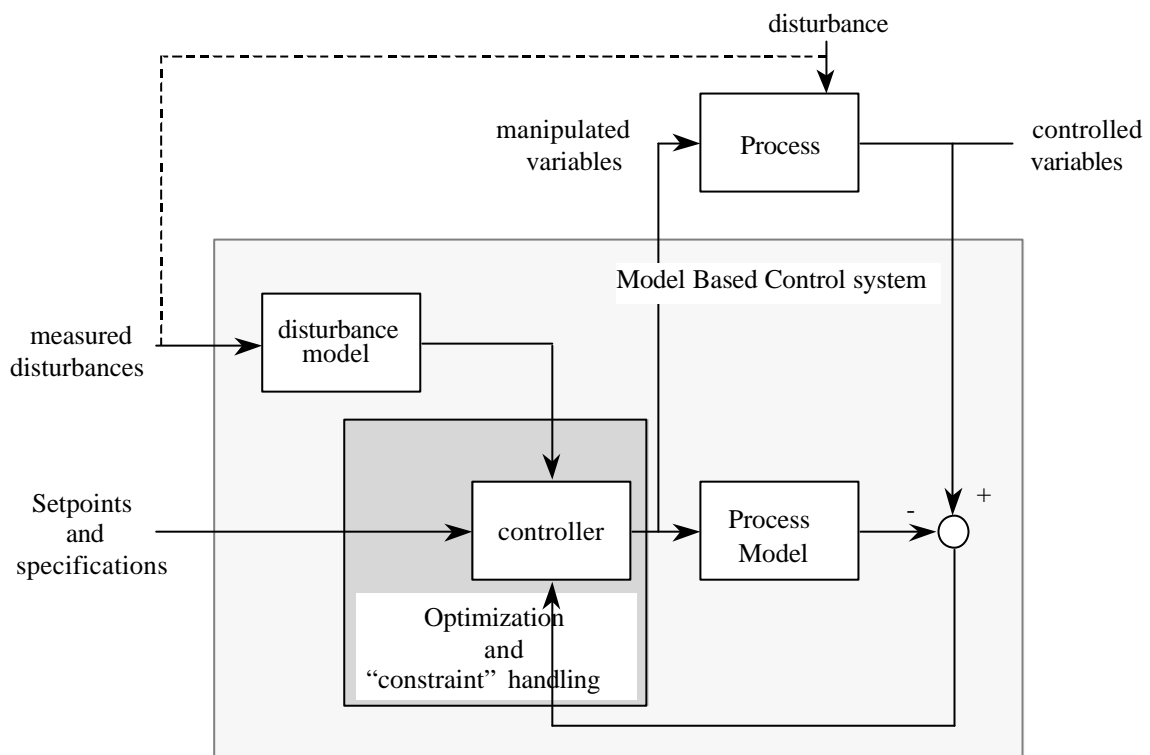 disturbance
manipulated
variables
Process
controlled
variables
Model Based Control system
measured
disturbances
disturbance
model
Setpoints
and
specifications
controller
Process
Model
-
+
Optimization
and
“constraint” handling